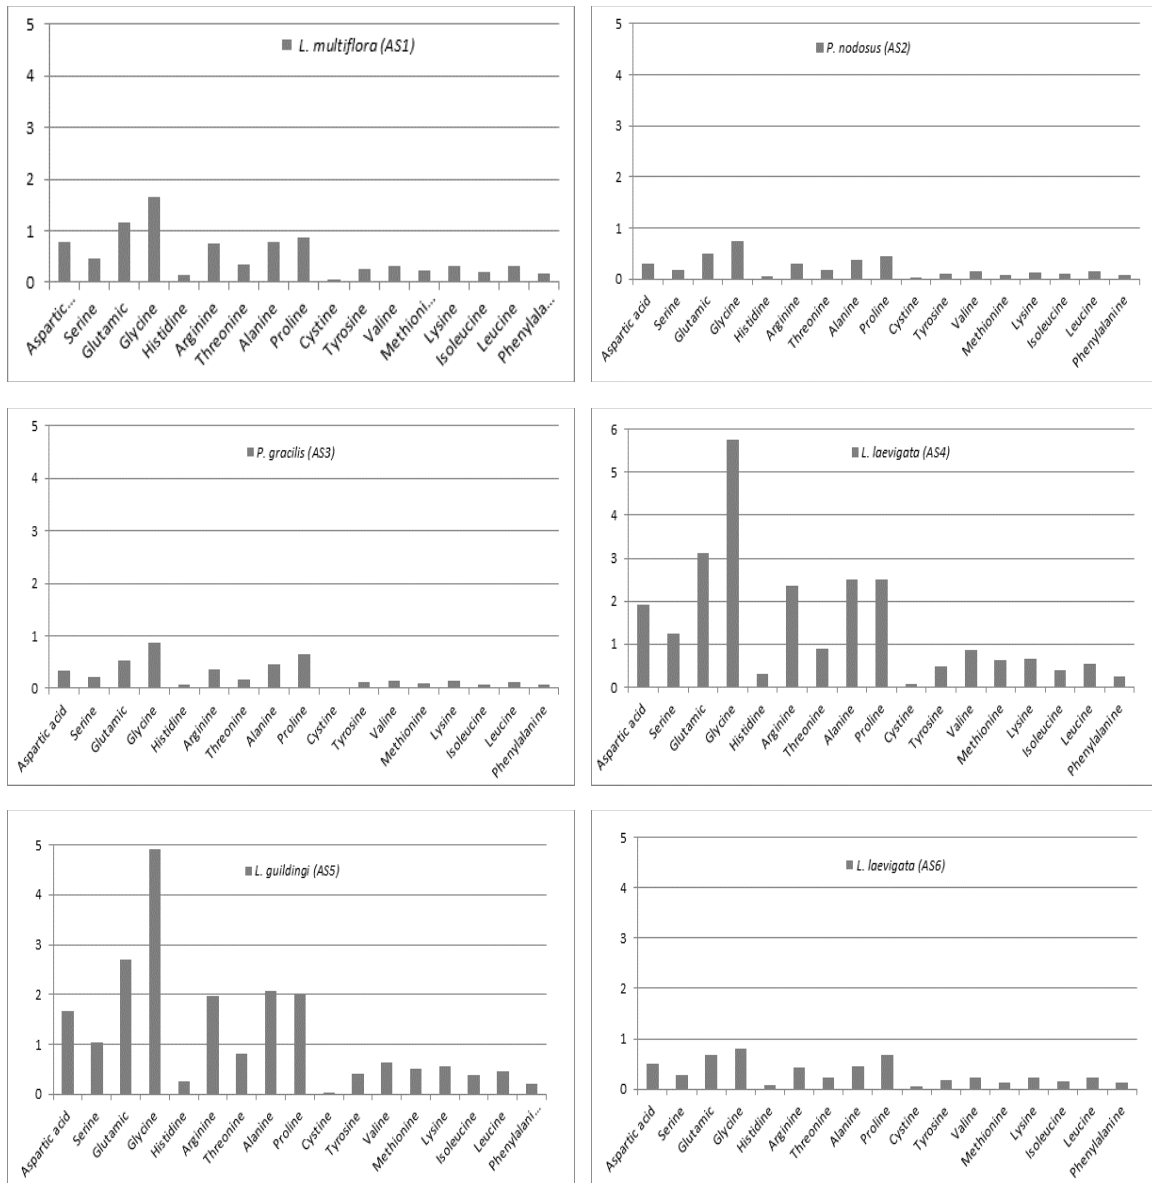 L. multiflora (AS1)
5
4
3
2
1
0
Aspartic...
Serine
Glutamic
Glycine
Histidine
Arginine
Threonine
Alanine
Proline
Cystine
Tyrosine
Valine
Methioni...
Lysine
Isoleucine
Leucine
Phenylala...
P. nodosus (AS2)
5
4
3
2
1
0
Aspartic acid
Serine
Glutamic
Glycine
Histidine
Arginine
Threonine
Alanine
Proline
Cystine
Tyrosine
Valine
Methionine
Lysine
Isoleucine
Leucine
Phenylalanine
P. gracilis (AS3)
5
4
3
2
1
0
Aspartic acid
Serine
Glutamic
Glycine
Histidine
Arginine
Threonine
Alanine
Proline
Cystine
Tyrosine
Valine
Methionine
Lysine
Isoleucine
Leucine
Phenylalanine
L. laevigata (AS4)
6
5
4
3
2
1
0
Aspartic acid
Serine
Glutamic
Glycine
Histidine
Arginine
Threonine
Alanine
Proline
Cystine
Tyrosine
Valine
Methionine
Lysine
Isoleucine
Leucine
Phenylalanine
L. guildingi (AS5)
5
4
3
2
1
0
Aspartic acid
Serine
Glutamic
Glycine
Histidine
Arginine
Threonine
Alanine
Proline
Cystine
Tyrosine
Valine
Methionine
Lysine
Isoleucine
Leucine
Phenylalani...
L. laevigata (AS6)
5
4
3
2
1
0
Aspartic acid
Serine
Glutamic
Glycine
Histidine
Arginine
Threonine
Alanine
Proline
Cystine
Tyrosine
Valine
Methionine
Lysine
Isoleucine
Leucine
Phenylalanine